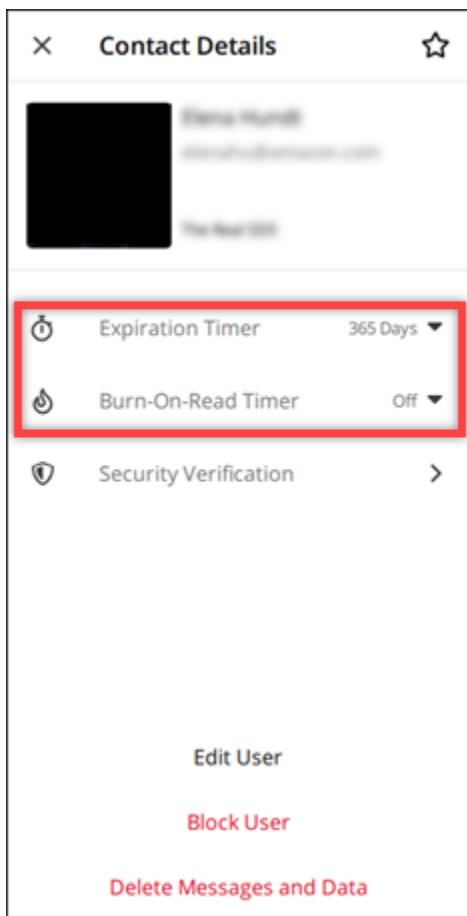 Contact Details
Expiration Timer 365 Days
Burn-On-Read Timer Off
Security Verification
Edit User
Block User
Delete Messages and Data